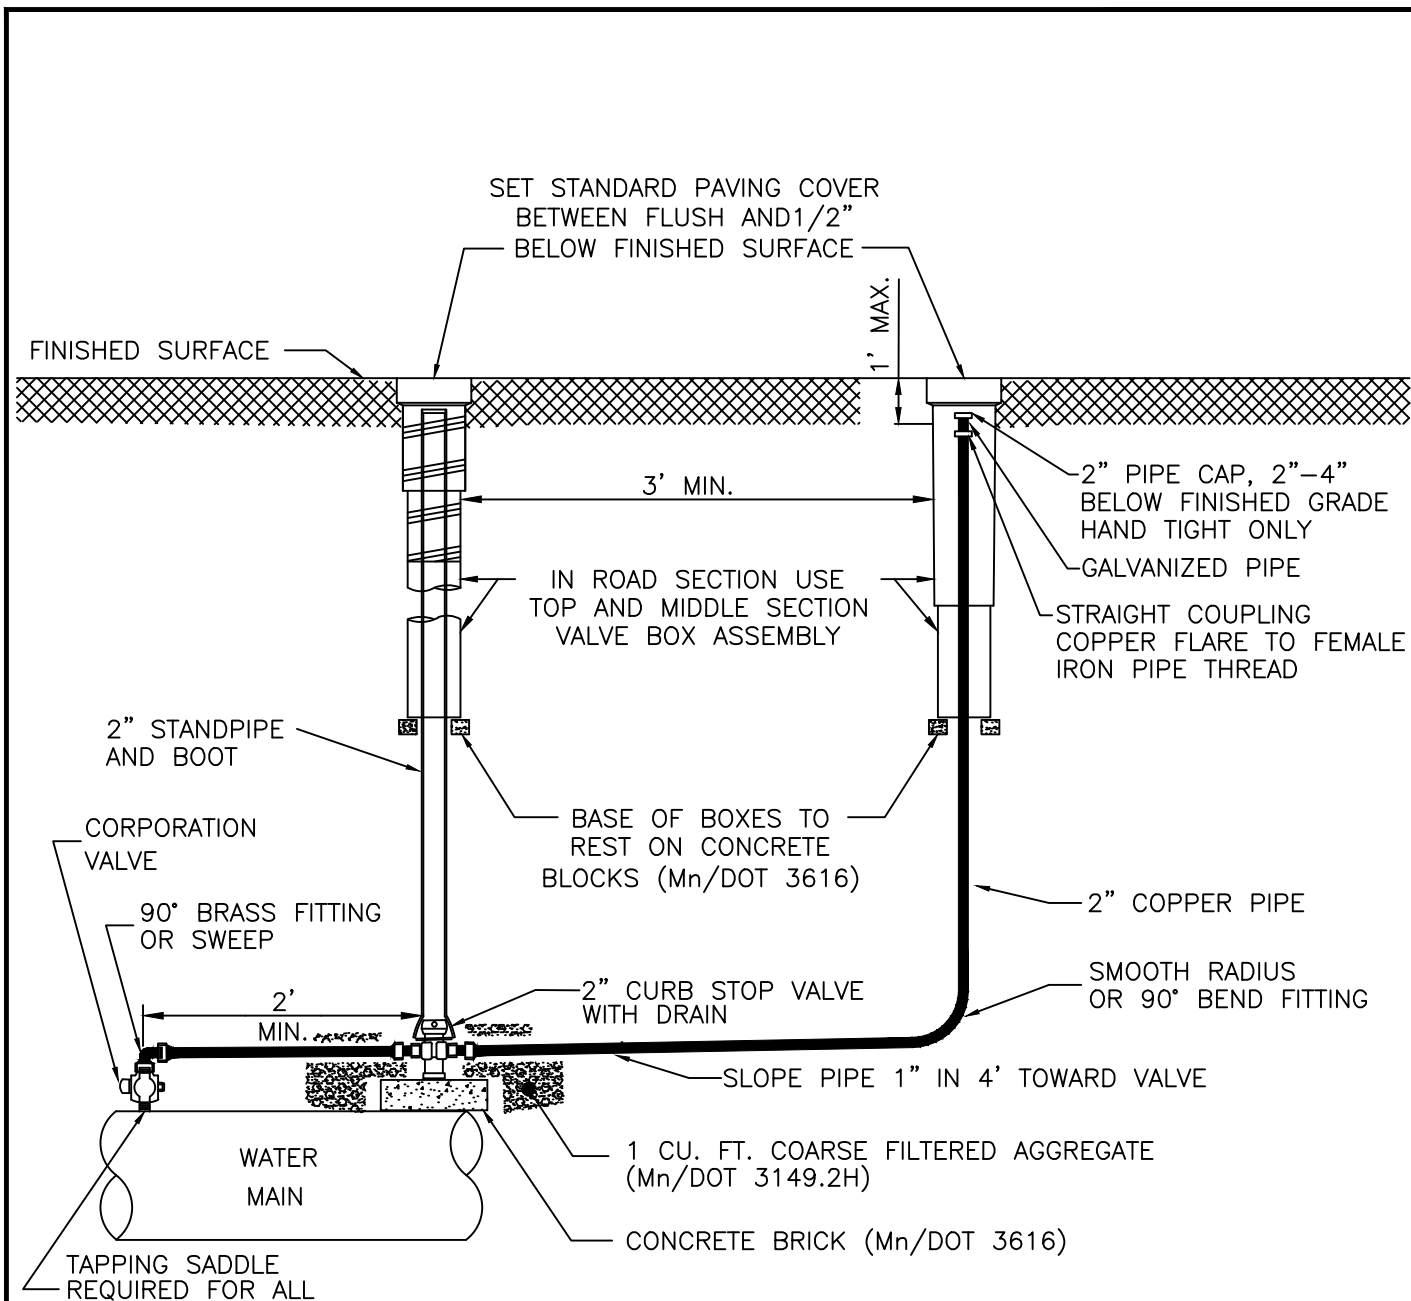 SET STANDARD PAVING COVER
BETWEEN FLUSH AND1/2"
BELOW FINISHED SURFACE
1' MAX.
FINISHED SURFACE
3' MIN.
2" PIPE CAP, 2"-4"
BELOW FINISHED GRADE
HAND TIGHT ONLY
GALVANIZED PIPE
IN ROAD SECTION USE
TOP AND MIDDLE SECTION
VALVE BOX ASSEMBLY
STRAIGHT COUPLING
COPPER FLARE TO FEMALE
IRON PIPE THREAD
2" STANDPIPE
AND BOOT
BASE OF BOXES TO
REST ON CONCRETE
BLOCKS (Mn/DOT 3616)
CORPORATION
VALVE
90° BRASS FITTING
OR SWEEP
2" COPPER PIPE
2'
MIN.
2" CURB STOP VALVE
WITH DRAIN
SMOOTH RADIUS
OR 90° BEND FITTING
SLOPE PIPE 1" IN 4' TOWARD VALVE
WATER
MAIN
1 CU. FT. COARSE FILTERED AGGREGATE
(Mn/DOT 3149.2H)
CONCRETE BRICK (Mn/DOT 3616)
TAPPING SADDLE
REQUIRED FOR ALL